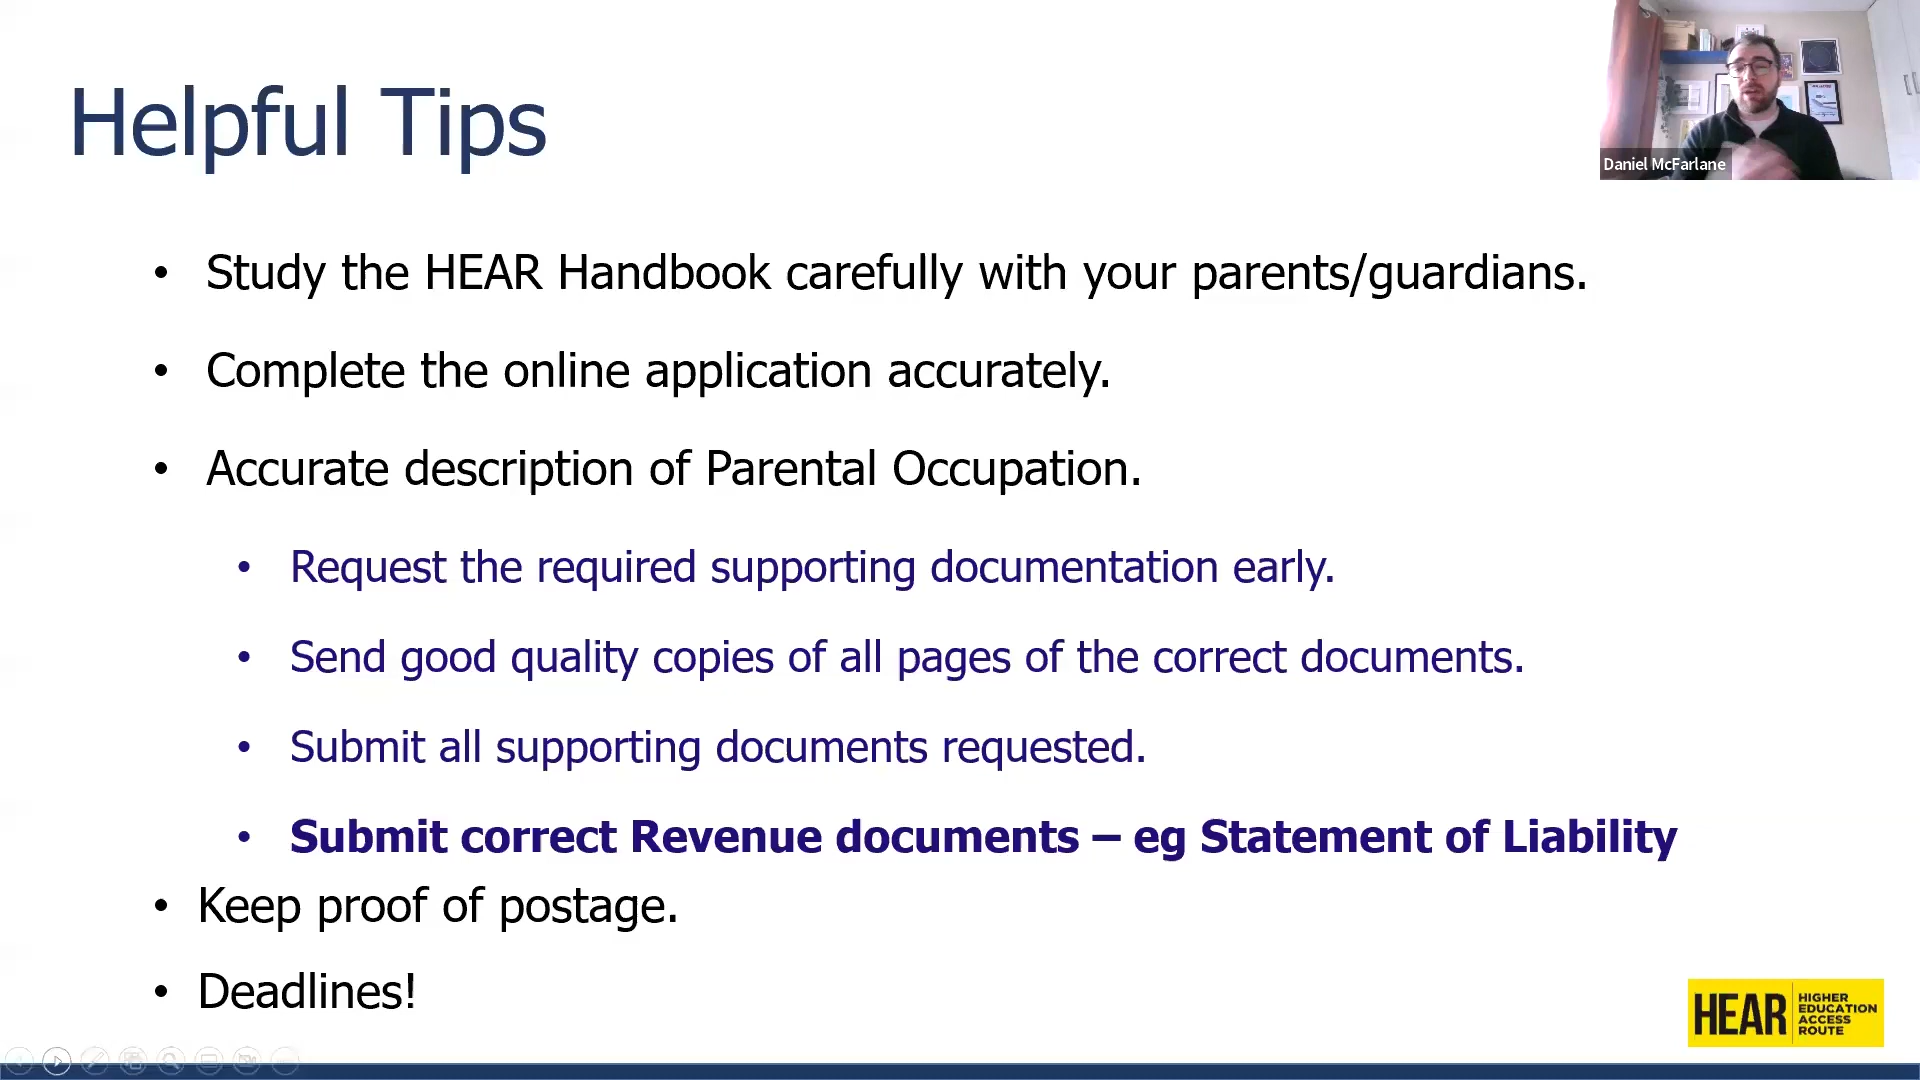 Helpful Tips
Daniel McFarlane
• Study the HEAR Handbook carefully with your parents/guardians.
• Complete the online application accurately.
• Accurate description of Parental Occupation.
• Request the required supporting documentation early.
• Send good quality copies of all pages of the correct documents.
• Submit all supporting documents requested.
• Submit correct Revenue documents – eg Statement of Liability
• Keep proof of postage.
• Deadlines!
HEAR
HIGHER
EDUCATION
ACCESS
ROUTE